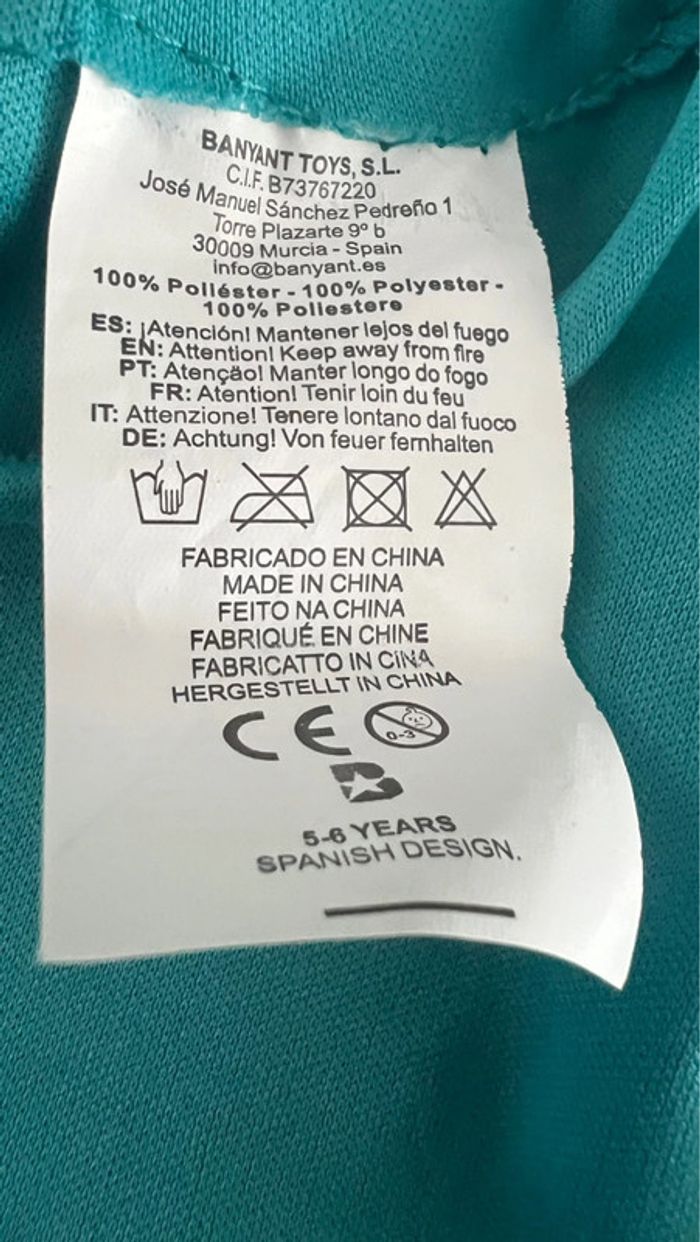 BANYANT TOYS, S.L.
C.I.F. B73767220
José Manuel Sánchez Pedreño 1
Torre Plazarte 9º b
30009 Murcia - Spain
info@banyant.es
100% Poliéster - 100% Polyester -
100% Poliestere
ES: ¡Atención! Mantener lejos del fuego
EN: Attention! Keep away from fire
PT: Atenção! Manter longo do fogo
FR: Atention! Tenir loin du feu
IT: Attenzione! Tenere lontano dal fuoco
DE: Achtung! Von feuer fernhalten
FABRICADO EN CHINA
MADE IN CHINA
FEITO NA CHINA
FABRIQUÉ EN CHINE
FABRICATTO IN CINA
HERGESTELLT IN CHINA
CE 0-3
B
5-6 YEARS
SPANISH DESIGN.